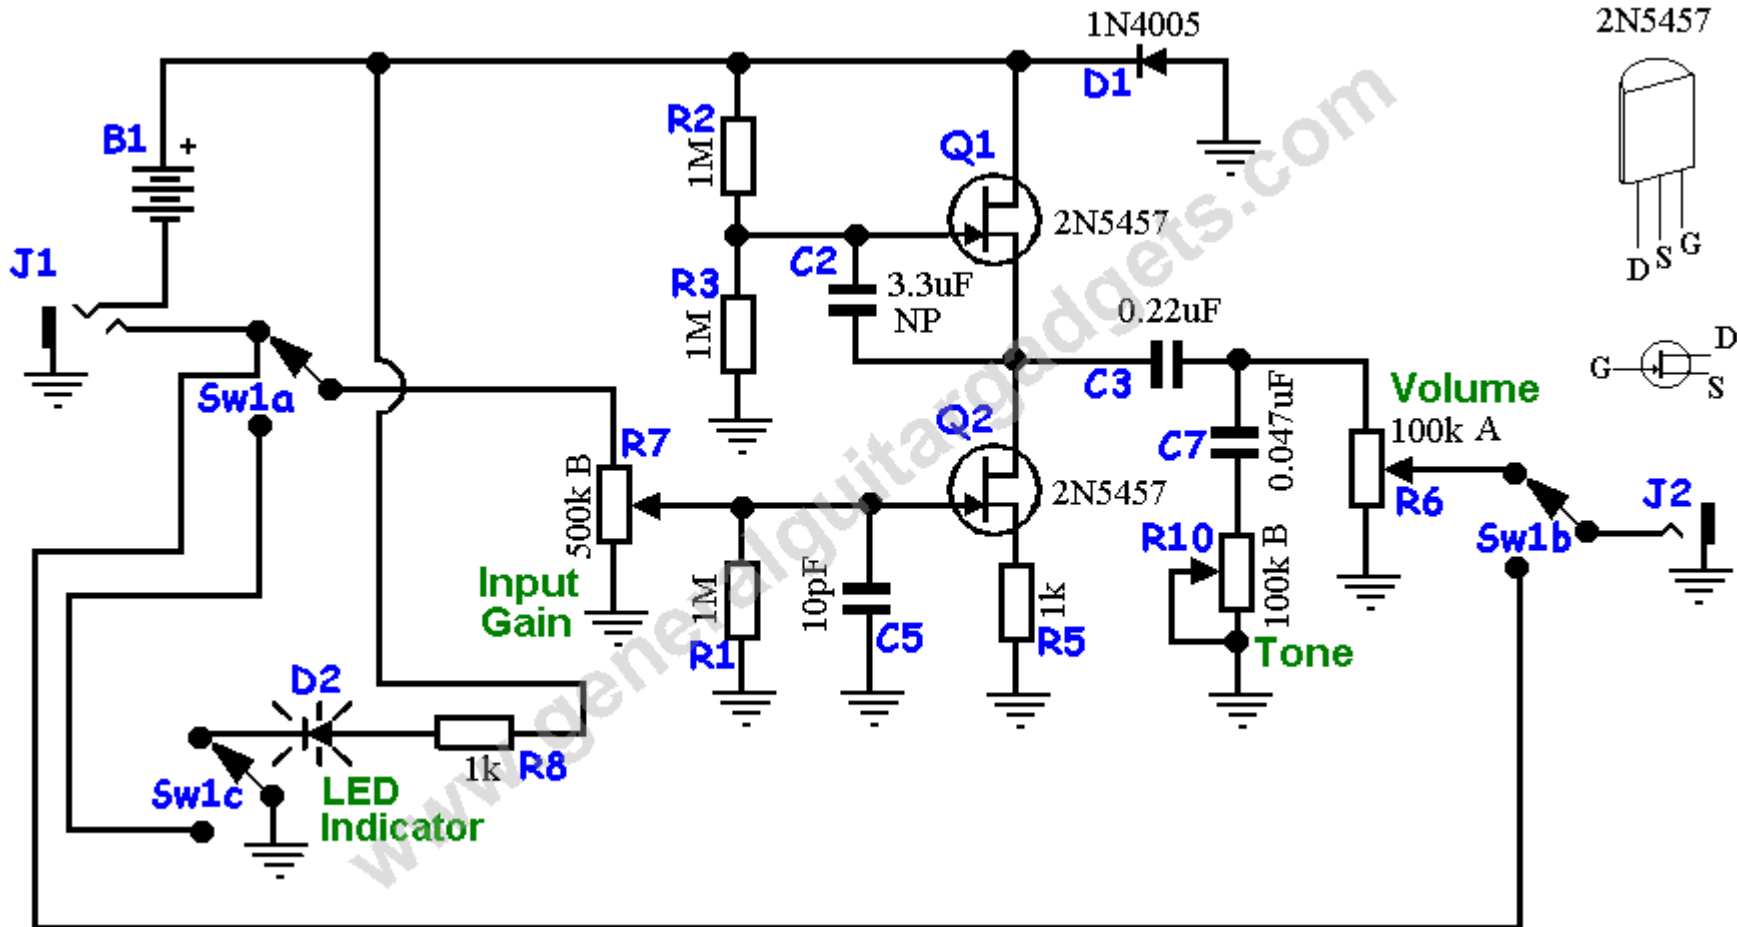 1N4005
D1
2N5457
B1
+
R2
1M
Q1
2N5457
D S G
J1
C2
3.3uF
NP
R3
1M
0.22uF
C3
D
G
S
Sw1a
R7
500k B
Input
Gain
Q2
2N5457
C7
0.047uF
Volume
100k A
R6
J2
Sw1b
R1
1M
10pF
C5
1k
R5
R10
100k B
Tone
D2
1k
R8
Sw1c
LED
Indicator
www.generalguitargadgets.com